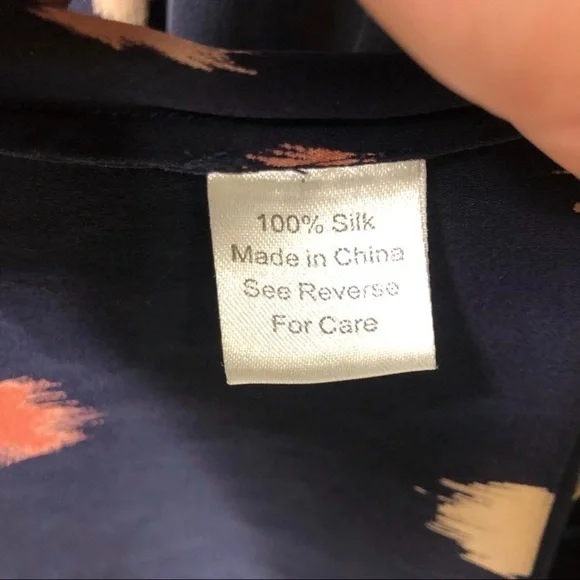 100% Silk
Made in China
See Reverse
For Care